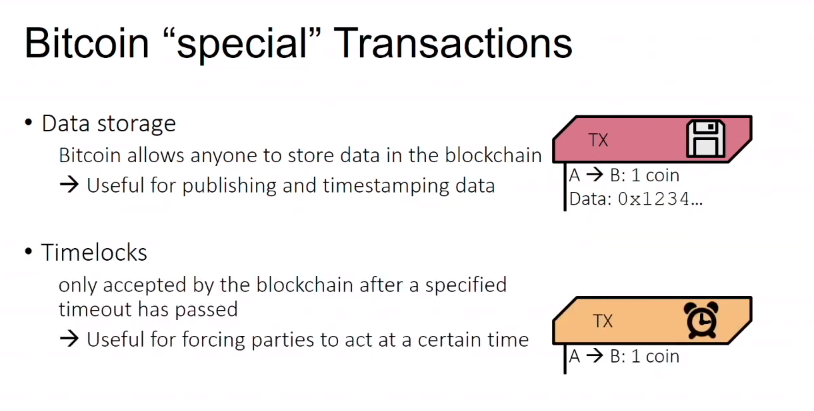 Bitcoin “special” Transactions
• Data storage
Bitcoin allows anyone to store data in the blockchain
→ Useful for publishing and timestamping data
TX
A → B: 1 coin
Data: 0x1234…
• Timelocks
only accepted by the blockchain after a specified
timeout has passed
→ Useful for forcing parties to act at a certain time
TX
A → B: 1 coin